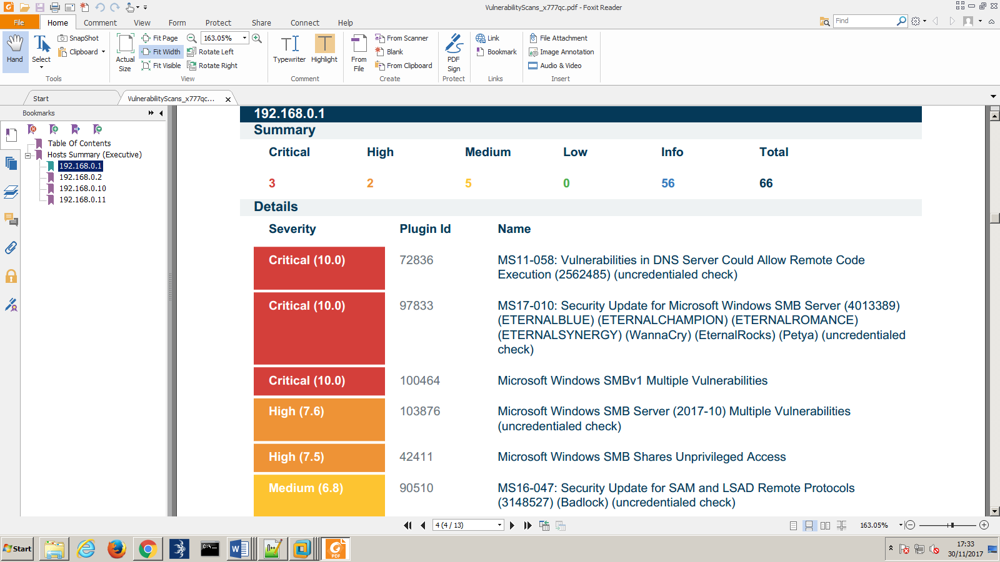 VulnerabilityScans_x777qc.pdf - Foxit Reader
File Home Comment View Form Protect Share Connect Help
Find
Hand
Select
SnapShot
Clipboard
Tools
Actual
Size
Fit Page
Fit Width
Fit Visible
163.05%
Rotate Left
Rotate Right
View
Typewriter
Highlight
Comment
From
File
From Scanner
Blank
From Clipboard
Create
PDF
Sign
Protect
Link
Bookmark
Links
File Attachment
Image Annotation
Audio & Video
Insert
Start
VulnerabilityScans_x777qc...
Bookmarks
Table Of Contents
Hosts Summary (Executive)
192.168.0.1
192.168.0.2
192.168.0.10
192.168.0.11
192.168.0.1
Summary
Critical High Medium Low Info Total
3 2 5 0 56 66
Details
Severity Plugin Id Name
Critical (10.0) 72836 MS11-058: Vulnerabilities in DNS Server Could Allow Remote Code
Execution (2562485) (uncredentialed check)
Critical (10.0) 97833 MS17-010: Security Update for Microsoft Windows SMB Server (4013389)
(ETERNALBLUE) (ETERNALCHAMPION) (ETERNALROMANCE)
(ETERNALSYNERGY) (WannaCry) (EternalRocks) (Petya) (uncredentialed
check)
Critical (10.0) 100464 Microsoft Windows SMBv1 Multiple Vulnerabilities
High (7.6) 103876 Microsoft Windows SMB Server (2017-10) Multiple Vulnerabilities
(uncredentialed check)
High (7.5) 42411 Microsoft Windows SMB Shares Unprivileged Access
Medium (6.8) 90510 MS16-047: Security Update for SAM and LSAD Remote Protocols
(3148527) (Badlock) (uncredentialed check)
4 (4 / 13)
163.05%
Start
C:\_
W
n++
PDF
17:33
30/11/2017